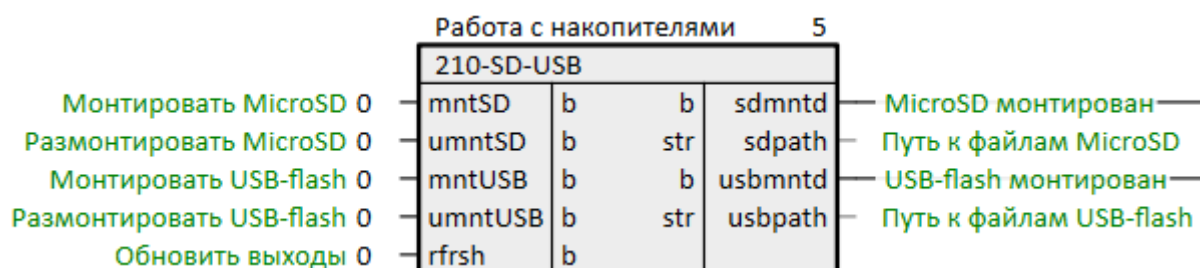 Работа с накопителями 5
210-SD-USB
Монтировать MicroSD 0 mntSD b b sdmntd MicroSD монтирован
Размонтировать MicroSD 0 umntSD b str sdpath Путь к файлам MicroSD
Монтировать USB-flash 0 mntUSB b b usbmntd USB-flash монтирован
Размонтировать USB-flash 0 umntUSB b str usbpath Путь к файлам USB-flash
Обновить выходы 0 rfrsh b